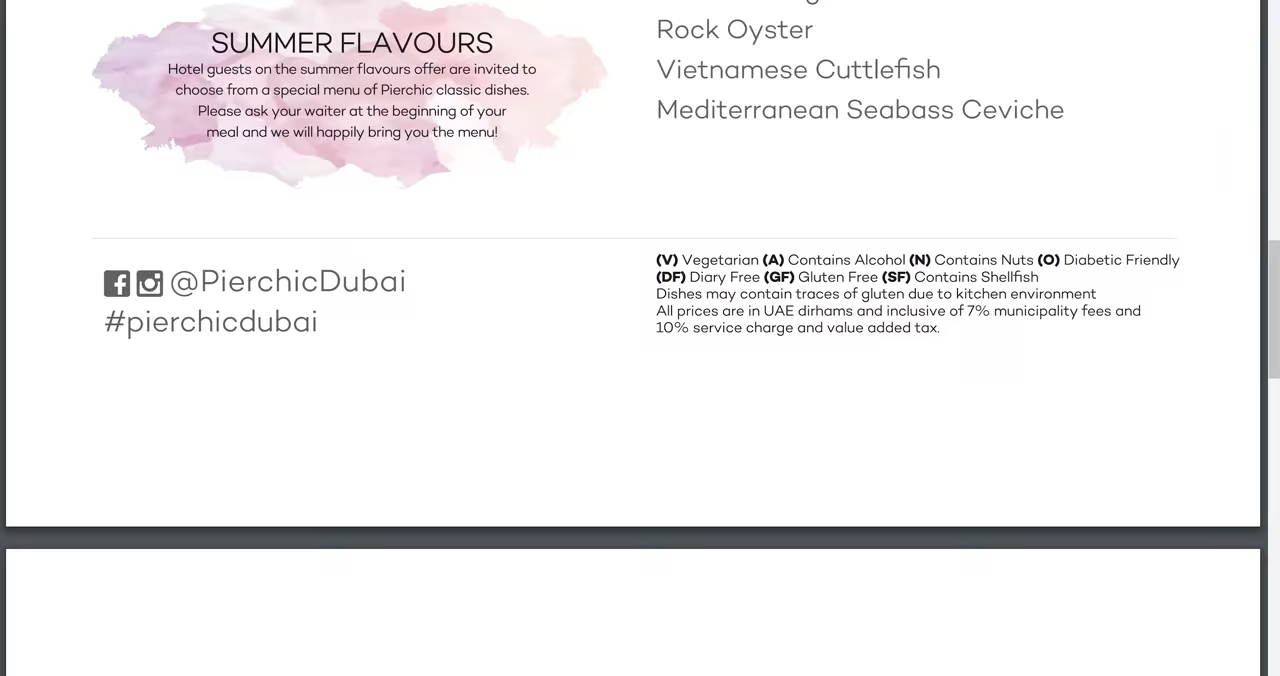 SUMMER FLAVOURS
Hotel guests on the summer flavours offer are invited to
choose from a special menu of Pierchic classic dishes.
Please ask your waiter at the beginning of your
meal and we will happily bring you the menu!
Rock Oyster
Vietnamese Cuttlefish
Mediterranean Seabass Ceviche
@PierchicDubai
#pierchicdubai
(V) Vegetarian (A) Contains Alcohol (N) Contains Nuts (O) Diabetic Friendly
(DF) Diary Free (GF) Gluten Free (SF) Contains Shellfish
Dishes may contain traces of gluten due to kitchen environment
All prices are in UAE dirhams and inclusive of 7% municipality fees and
10% service charge and value added tax.